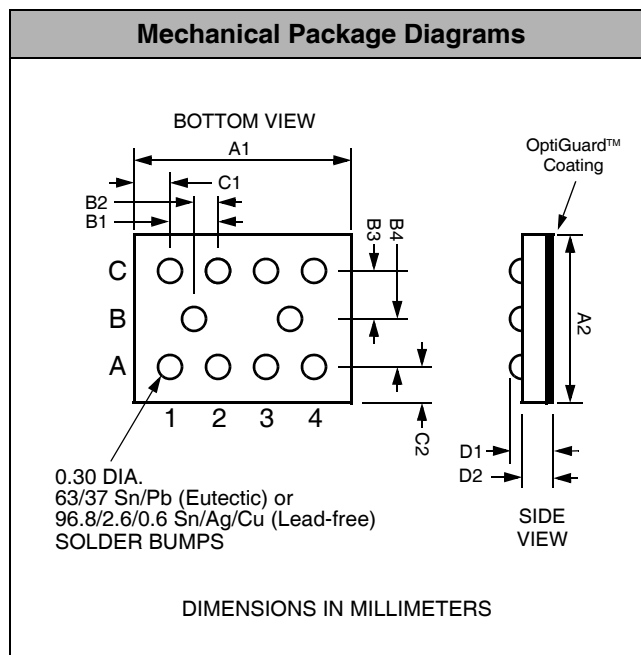 Mechanical Package Diagrams
BOTTOM VIEW
A1
OptiGuard™
Coating
C1
B2
B1
B3
B4
C
B
A
A2
1 2 3 4
C2
D1
D2
0.30 DIA.
63/37 Sn/Pb (Eutectic) or
96.8/2.6/0.6 Sn/Ag/Cu (Lead-free)
SOLDER BUMPS
SIDE
VIEW
DIMENSIONS IN MILLIMETERS